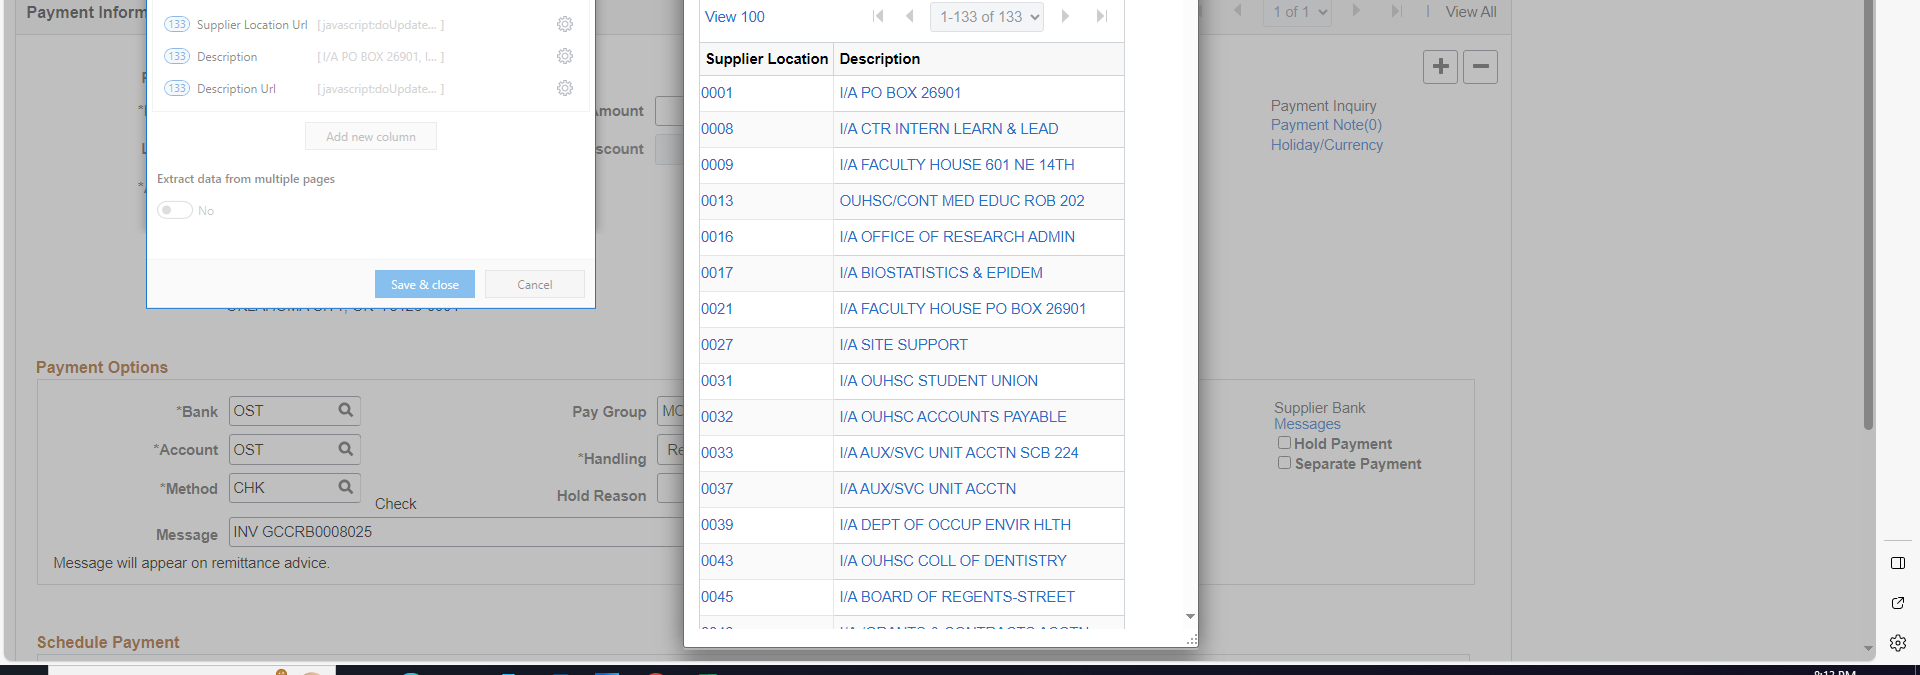 Payment Inform
133 Supplier Location Url [javascript:doUpdate... ]
133 Description [I/A PO BOX 26901, I... ]
133 Description Url [javascript:doUpdate... ]
Add new column
Extract data from multiple pages
No
Save & close Cancel
View 100 1-133 of 133
Supplier Location Description
0001 I/A PO BOX 26901
0008 I/A CTR INTERN LEARN & LEAD
0009 I/A FACULTY HOUSE 601 NE 14TH
0013 OUHSC/CONT MED EDUC ROB 202
0016 I/A OFFICE OF RESEARCH ADMIN
0017 I/A BIOSTATISTICS & EPIDEM
0021 I/A FACULTY HOUSE PO BOX 26901
0027 I/A SITE SUPPORT
0031 I/A OUHSC STUDENT UNION
0032 I/A OUHSC ACCOUNTS PAYABLE
0033 I/A AUX/SVC UNIT ACCTN SCB 224
0037 I/A AUX/SVC UNIT ACCTN
0039 I/A DEPT OF OCCUP ENVIR HLTH
0043 I/A OUHSC COLL OF DENTISTRY
0045 I/A BOARD OF REGENTS-STREET
1 of 1 | View All
Payment Inquiry
Payment Note(0)
Holiday/Currency
Payment Options
*Bank OST Pay Group
*Account OST *Handling Re
*Method CHK Check Hold Reason
Message INV GCCRB0008025
Message will appear on remittance advice.
Supplier Bank
Messages
Hold Payment
Separate Payment
Schedule Payment